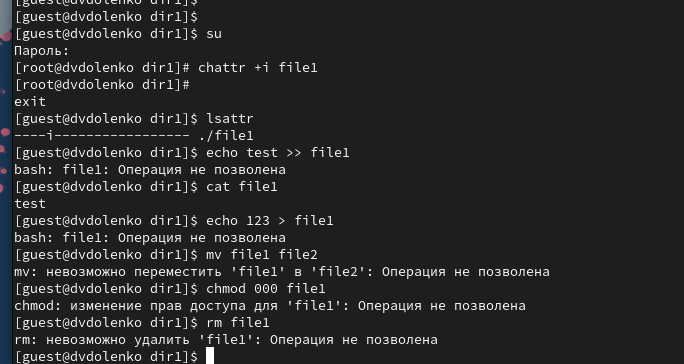 [guest@dvdolenko dir1]$
[guest@dvdolenko dir1]$
[guest@dvdolenko dir1]$ su
Пароль:
[root@dvdolenko dir1]# chattr +i file1
[root@dvdolenko dir1]#
exit
[guest@dvdolenko dir1]$ lsattr
----i----------------- ./file1
[guest@dvdolenko dir1]$ echo test >> file1
bash: file1: Операция не позволена
[guest@dvdolenko dir1]$ cat file1
test
[guest@dvdolenko dir1]$ echo 123 > file1
bash: file1: Операция не позволена
[guest@dvdolenko dir1]$ mv file1 file2
mv: невозможно переместить 'file1' в 'file2': Операция не позволена
[guest@dvdolenko dir1]$ chmod 000 file1
chmod: изменение прав доступа для 'file1': Операция не позволена
[guest@dvdolenko dir1]$ rm file1
rm: невозможно удалить 'file1': Операция не позволена
[guest@dvdolenko dir1]$